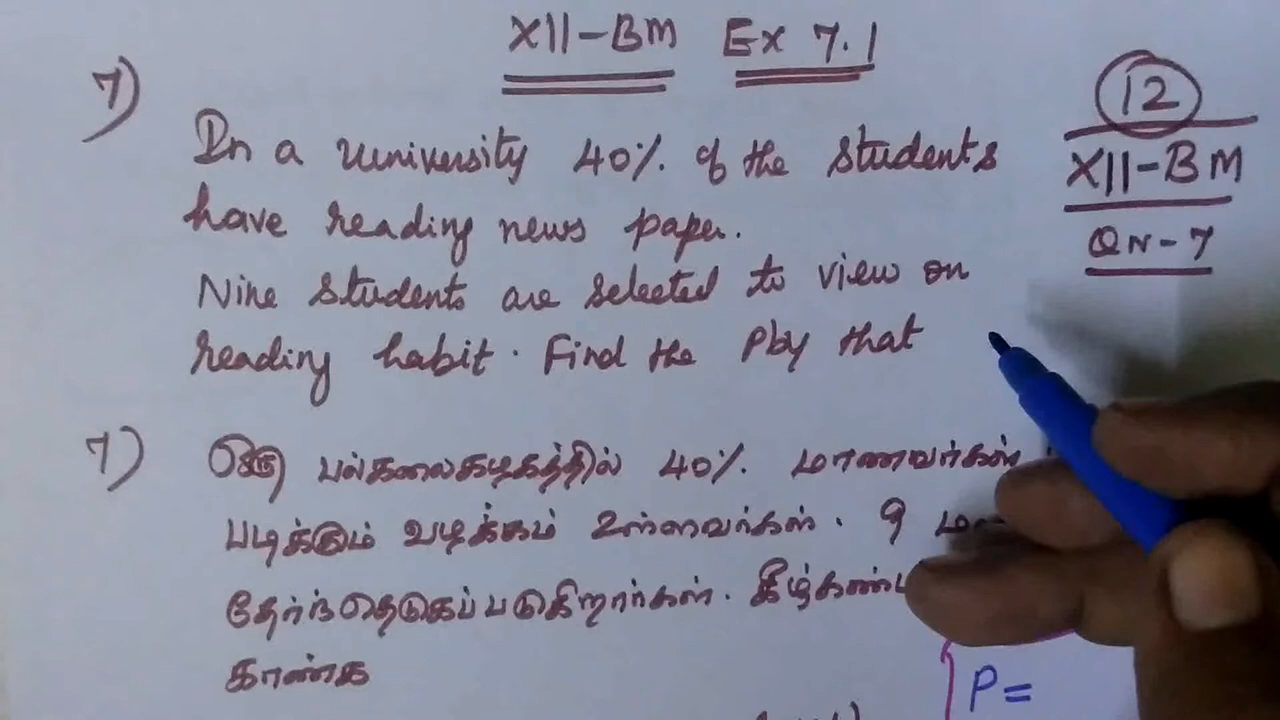 XII-BM Ex 7.1
12
XII-BM
QN-7
7) In a university 40% of the students
have reading news paper.
Nine students are selected to view on
reading habit. Find the Pby that
7) ஒரு பல்கலைகழகத்தில் 40% மாணவர்கள்
படிக்கும் வழக்கம் உள்ளவர்கள். 9
தேர்ந்தெடுகப்படுகிறார்கள். கீழ்கண்ட
காண்க
P=